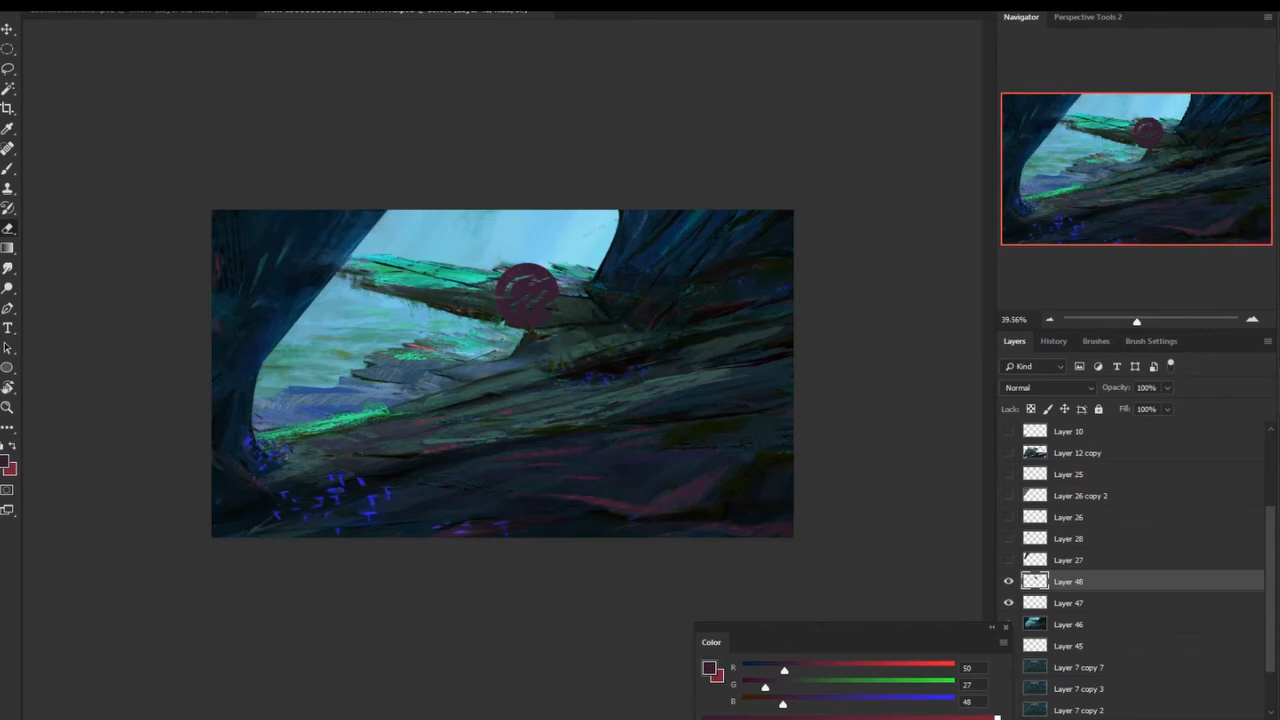 Navigator
Perspective Tools 2
39.56%
Layers
History
Brushes
Brush Settings
Kind
Normal
Opacity: 100%
Lock:
Fill: 100%
Layer 10
Layer 12 copy
Layer 25
Layer 26 copy 2
Layer 26
Layer 28
Layer 27
Layer 48
Layer 47
Layer 46
Layer 45
Layer 7 copy 7
Layer 7 copy 3
Layer 7 copy 2
Color
R 50
G 27
B 48